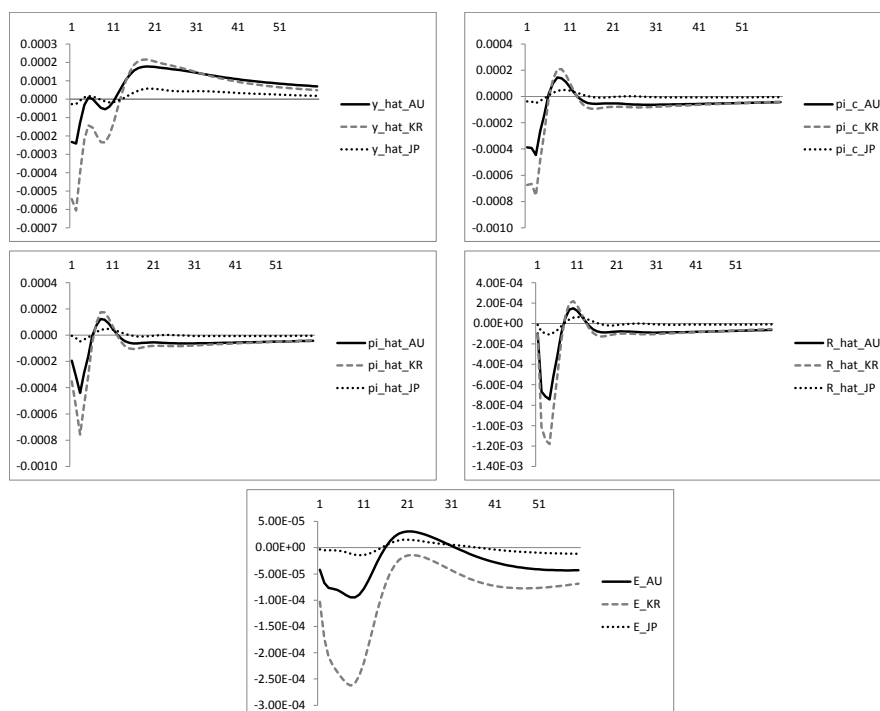 1 11 21 31 41 51
0.0003
0.0002
0.0001
0.0000
-0.0001
-0.0002
-0.0003
-0.0004
-0.0005
-0.0006
-0.0007
y_hat_AU
y_hat_KR
y_hat_JP
1 11 21 31 41 51
0.0004
0.0002
0.0000
-0.0002
-0.0004
-0.0006
-0.0008
-0.0010
pi_c_AU
pi_c_KR
pi_c_JP
1 11 21 31 41 51
0.0004
0.0002
0.0000
-0.0002
-0.0004
-0.0006
-0.0008
-0.0010
pi_hat_AU
pi_hat_KR
pi_hat_JP
1 11 21 31 41 51
4.00E-04
2.00E-04
0.00E+00
-2.00E-04
-4.00E-04
-6.00E-04
-8.00E-04
-1.00E-03
-1.20E-03
-1.40E-03
R_hat_AU
R_hat_KR
R_hat_JP
1 11 21 31 41 51
5.00E-05
0.00E+00
-5.00E-05
-1.00E-04
-1.50E-04
-2.00E-04
-2.50E-04
-3.00E-04
E_AU
E_KR
E_JP